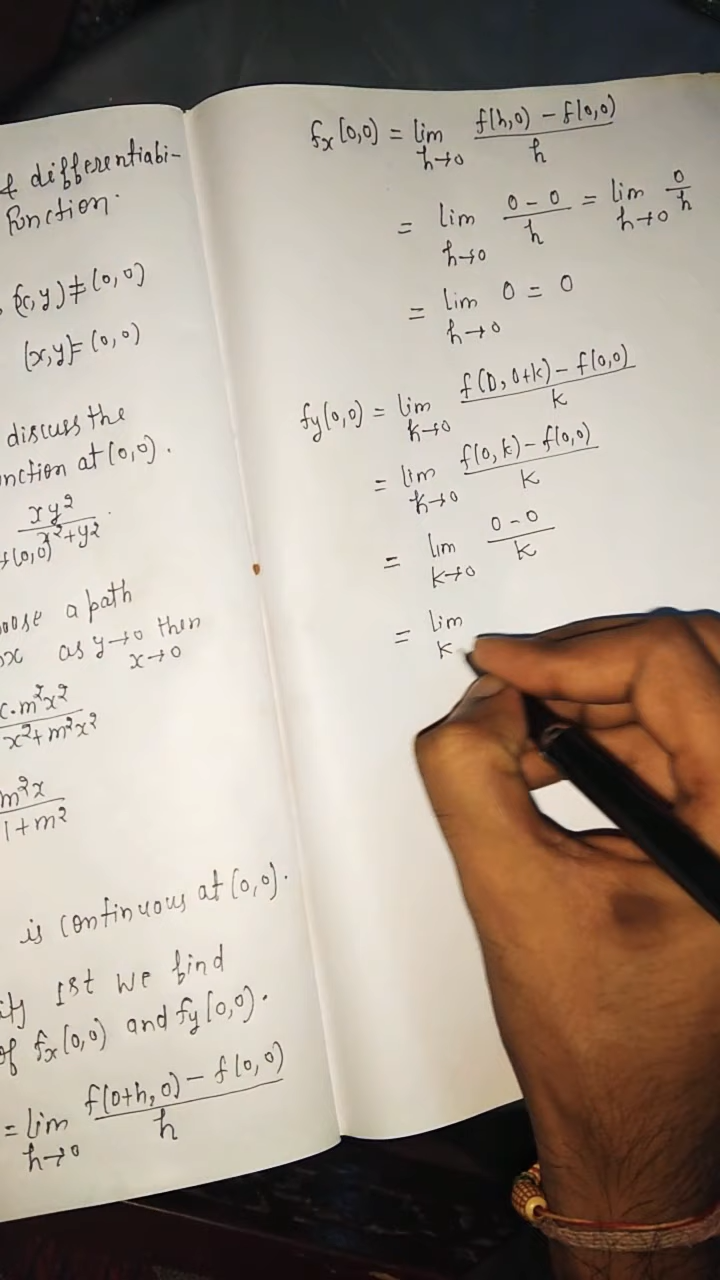 of differentiabi-
function.
, (x,y) ≠ (0,0)
(x,y) = (0,0)
discuss the
nction at (0,0).
xy²
x²+y²
→(0,0)
oose a path
x as y→0 then
x→0
x.m²x²
x²+m²x²
m²x
1+m²
is continuous at (0,0).
ity 1st we find
of fx(0,0) and fy(0,0).
= lim f(0+h,0) - f(0,0)
h→0 h
fx(0,0) = lim f(h,0) - f(0,0)
h→0 h
= lim 0-0 = lim 0
h→0 h h→0 h
= lim 0 = 0
h→0
fy(0,0) = lim f(0,0+k) - f(0,0)
k→0 k
= lim f(0,k) - f(0,0)
k→0 k
= lim 0-0
k→0 k
= lim
k